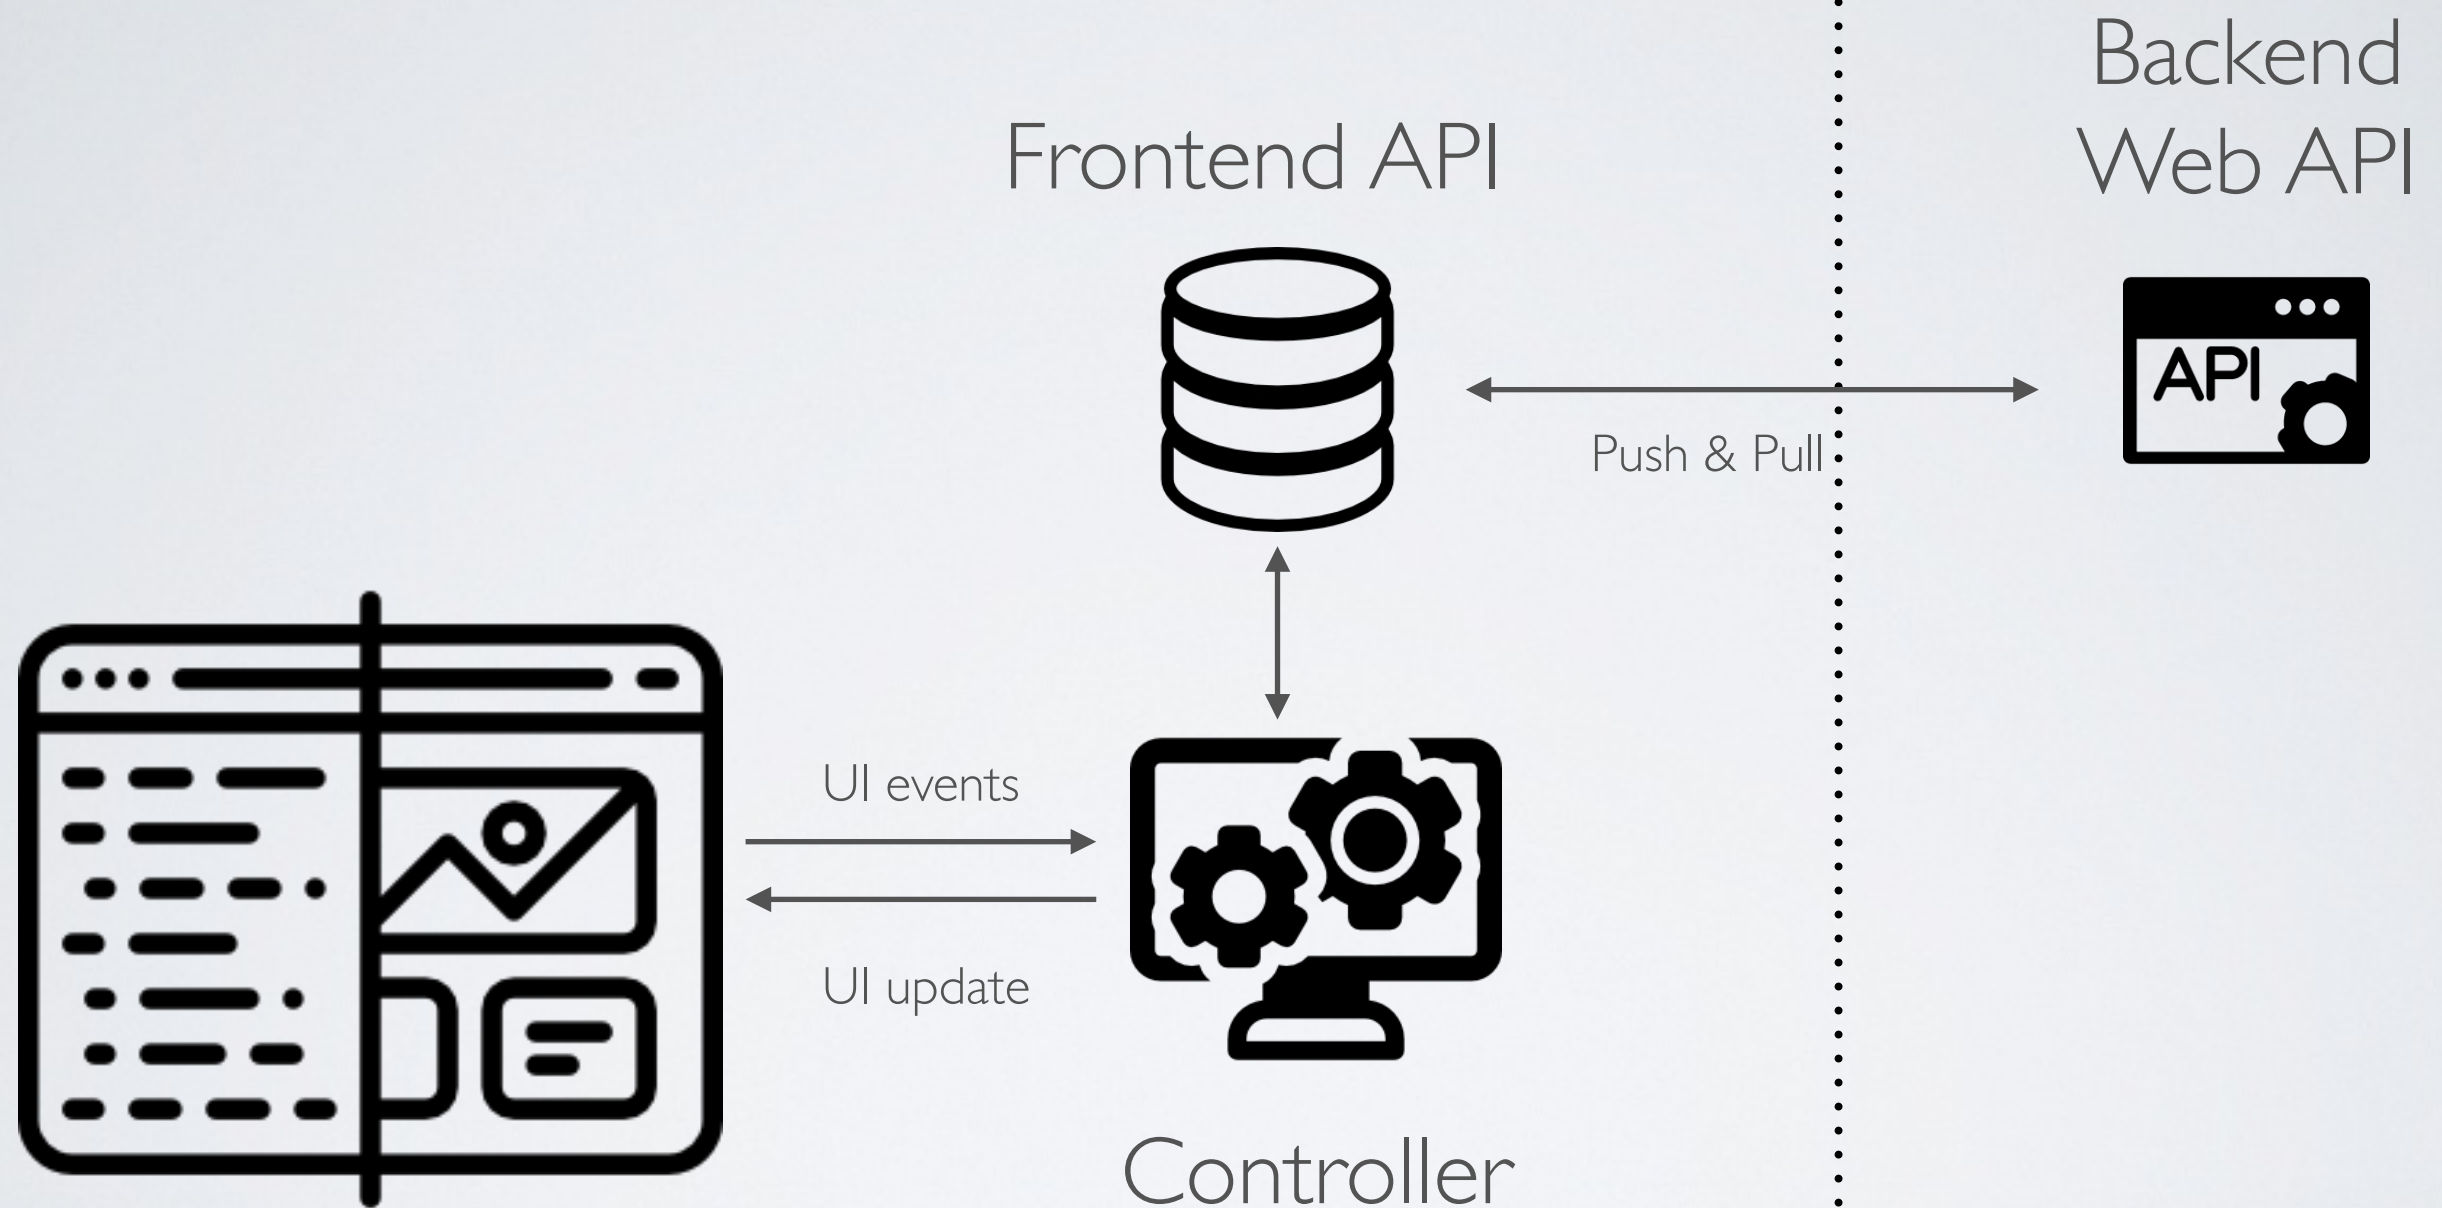 Backend
Web API
Frontend API
API
Push & Pull
UI events
UI update
Controller